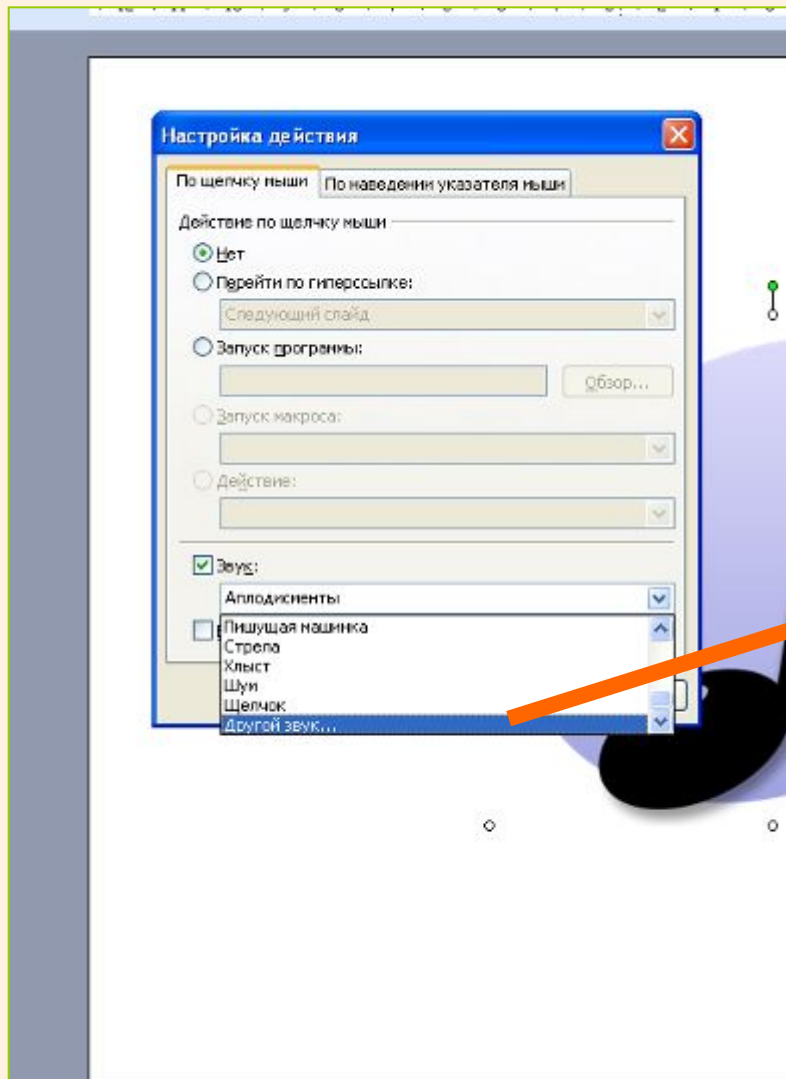 Настройка действия
По щелчку мыши
По наведении указателя мыши
Действие по щелчку мыши
Нет
Перейти по гиперссылке:
Следующий слайд
Запуск программы:
Обзор...
Запуск макроса:
Действие:
Звук:
Аплодисменты
Пишущая машинка
Стрела
Хлыст
Шум
Щелчок
Другой звук...